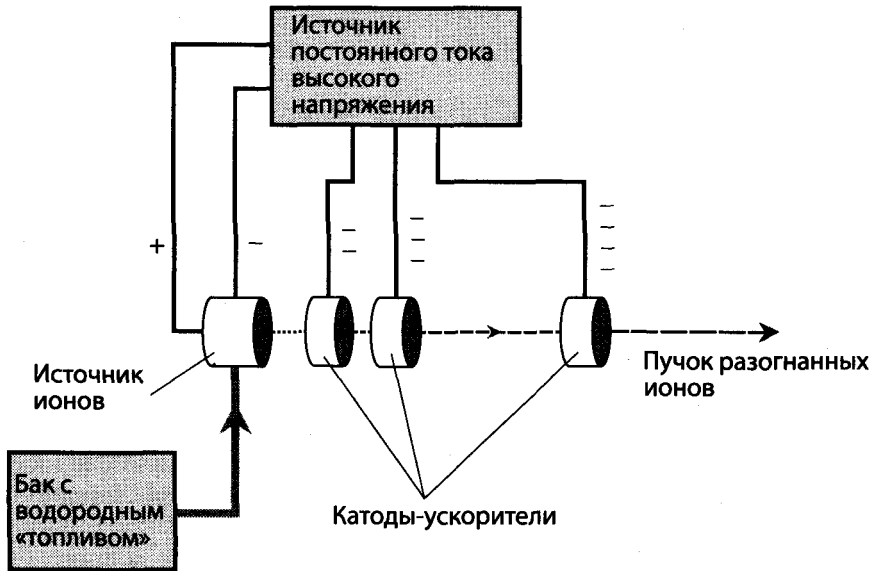 Источник
постоянного тока
высокого
напряжения
+
–
– –
– – –
– – – –
Источник
ионов
Пучок разогнанных
ионов
Бак с
водородным
«топливом»
Катоды-ускорители